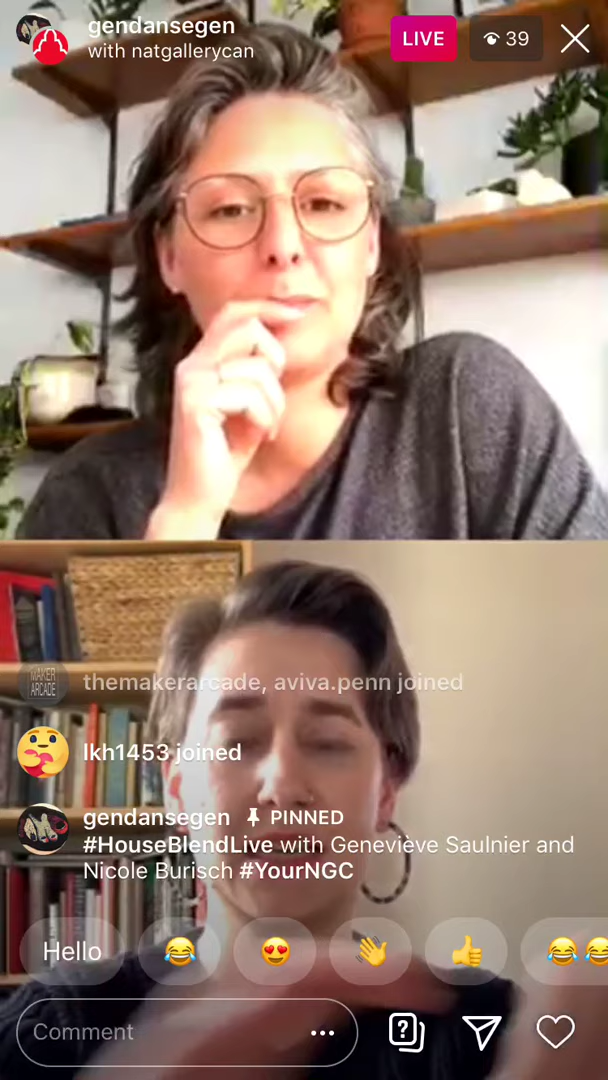 gendansegen
with natgallerycan
LIVE
39
MAKER
ARCADE
themakerarcade, aviva.penn joined
lkh1453 joined
gendansegen PINNED
#HouseBlendLive with Geneviève Saulnier and
Nicole Burisch #YourNGC
Hello
Comment